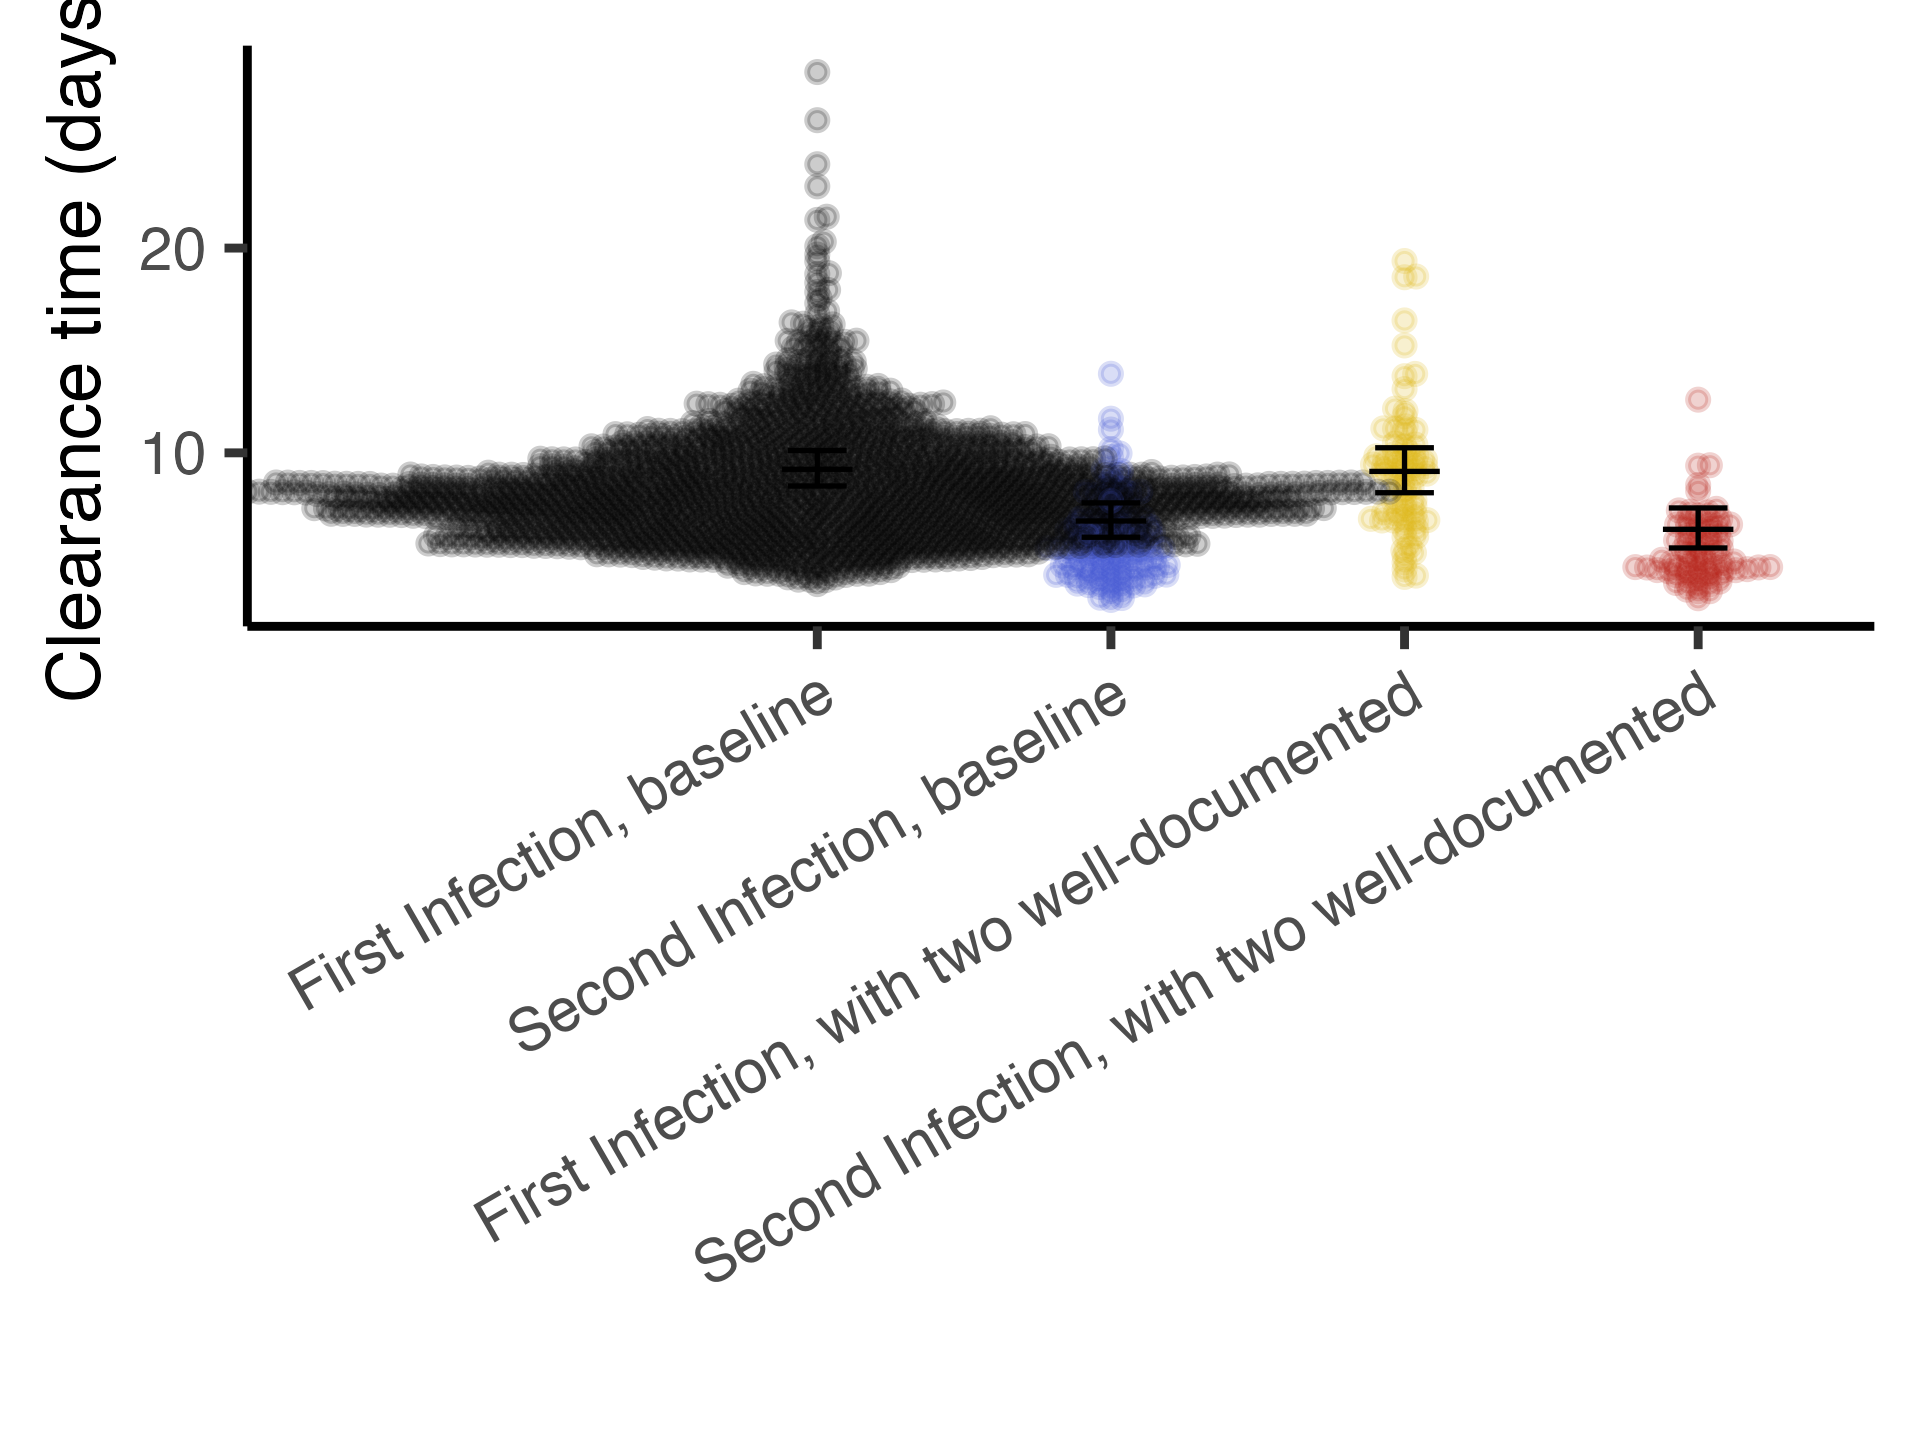 Clearance time (days
20
10
First Infection, baseline
Second Infection, baseline
First Infection, with two well-documented
Second Infection, with two well-documented